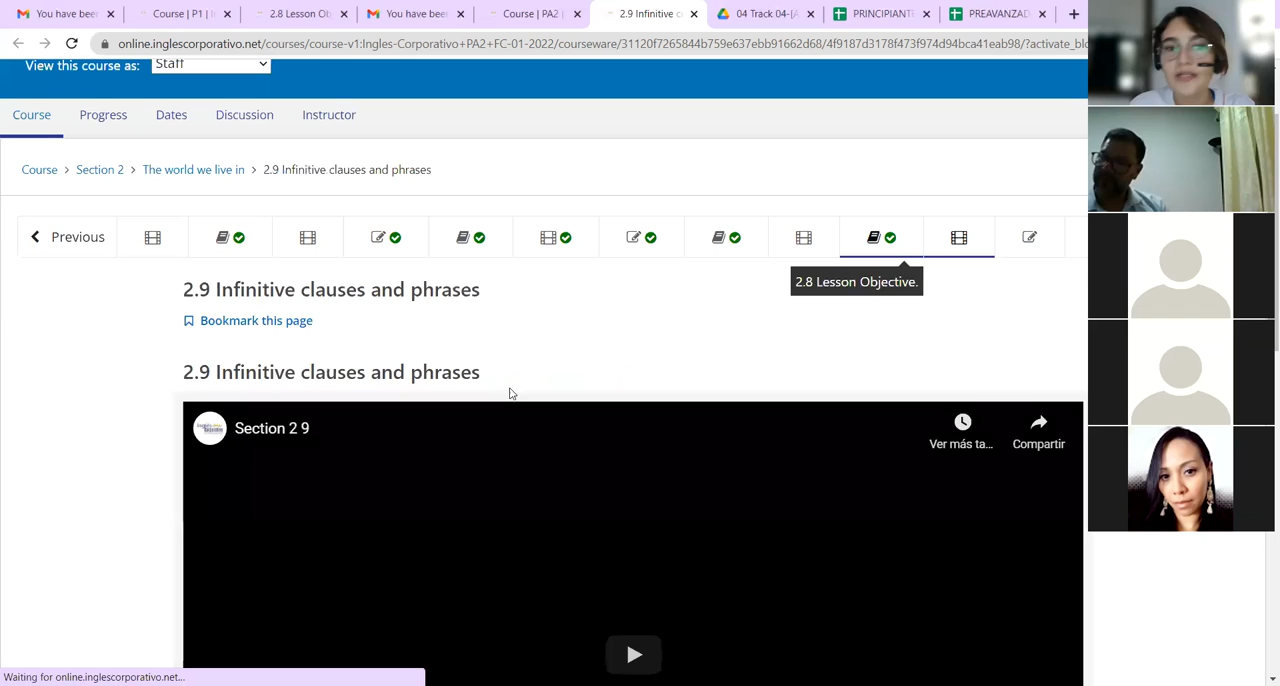 You have bee
Course | P1 |
2.8 Lesson Ob
You have bee
Course | PA2
2.9 Infinitive c
04 Track 04-[A
PRINCIPIANT
PREAVANZAD
online.inglescorporativo.net/courses/course-v1:Ingles-Corporativo+PA2+FC-01-2022/courseware/31120f7265844b759e637ebb91662d68/4f9187d3178f473f974d94bca41eab98/?activate_blo
View this course as: Staff
Course Progress Dates Discussion Instructor
Course > Section 2 > The world we live in > 2.9 Infinitive clauses and phrases
Previous
2.8 Lesson Objective.
2.9 Infinitive clauses and phrases
Bookmark this page
2.9 Infinitive clauses and phrases
Section 2 9
Ver más ta...
Compartir
Waiting for online.inglescorporativo.net...